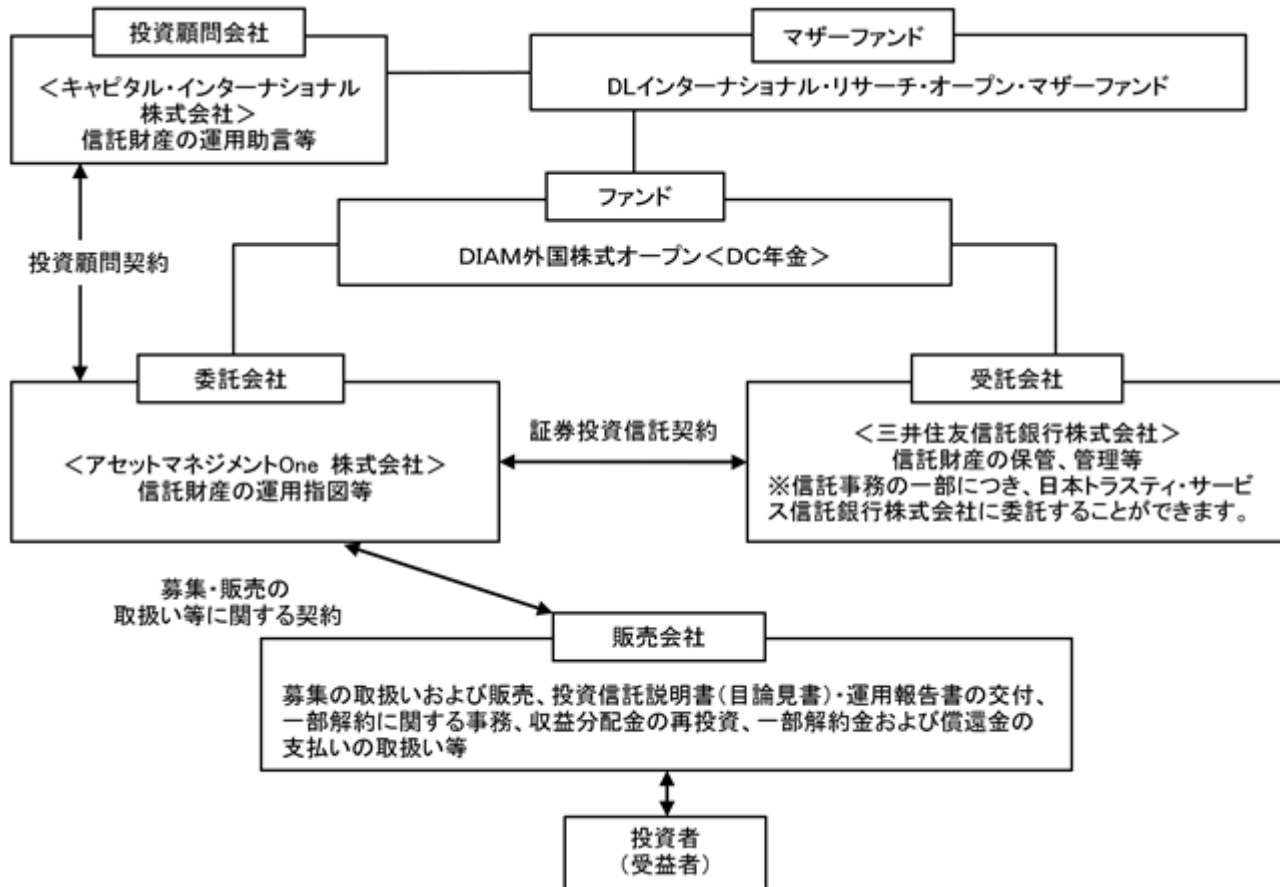 投資顧問会社
<キャピタル・インターナショナル
株式会社>
信託財産の運用助言等
マザーファンド
DLインターナショナル・リサーチ・オープン・マザーファンド
ファンド
DIAM外国株式オープン<DC年金>
投資顧問契約
委託会社
<アセットマネジメントOne 株式会社>
信託財産の運用指図等
証券投資信託契約
受託会社
<三井住友信託銀行株式会社>
信託財産の保管、管理等
※信託事務の一部につき、日本トラスティ・サービ
ス信託銀行株式会社に委託することができます。
募集・販売の
取扱い等に関する契約
販売会社
募集の取扱いおよび販売、投資信託説明書(目論見書)・運用報告書の交付、
一部解約に関する事務、収益分配金の再投資、一部解約金および償還金の
支払いの取扱い等
投資者
(受益者)